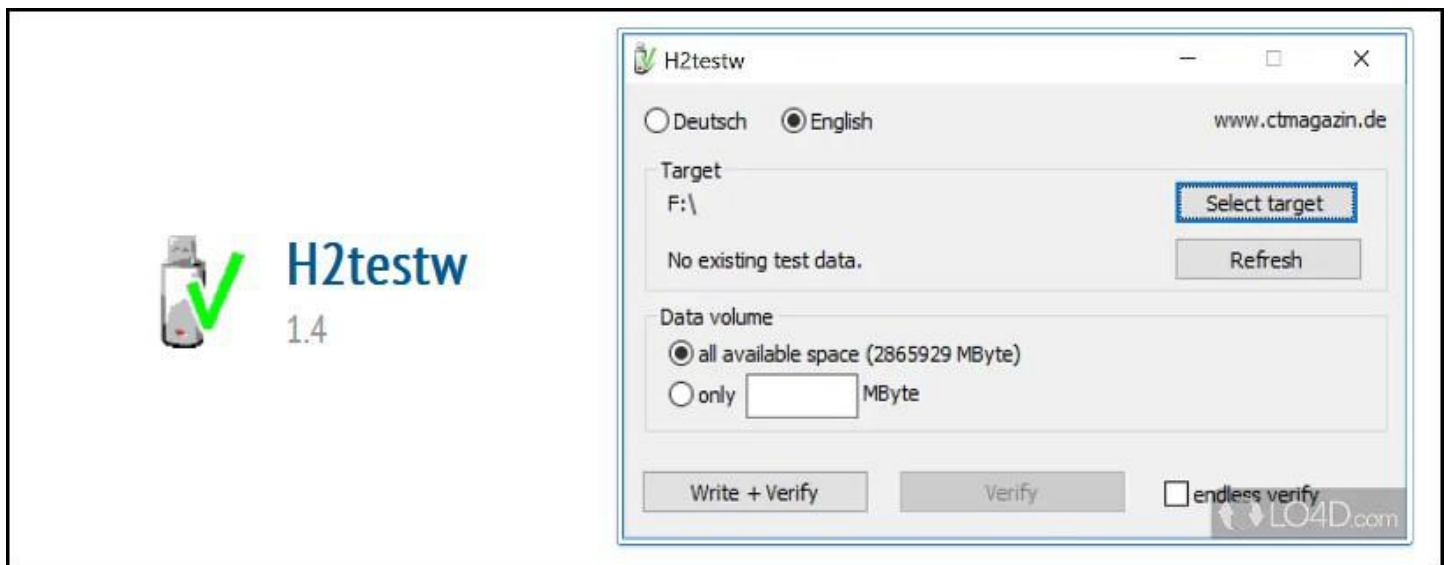 H2testw
1.4
H2testw
Deutsch English www.ctmagazin.de
Target
F:\ Select target
No existing test data. Refresh
Data volume
all available space (2865929 MByte)
only MByte
Write + Verify Verify endless verify
LO4D.com